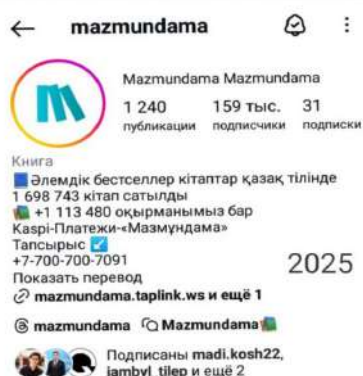 mazmundama
Mazmundama Mazmundama
1 240 159 тыс. 31
публикации подписчики подписки
Книга
📘Әлемдік бестселлер кітаптар қазақ тілінде
1 698 743 кітап сатылды
📚 +1 113 480 оқырманымыз бар
Kaspi-Платежи-«Мазмұндама»
Тапсырыс ↙️
+7-700-700-7091
2025
Показать перевод
mazmundama.taplink.ws и ещё 1
mazmundama Mazmundama📚
Подписаны madi.kosh22,
jambyl_tilep и ещё 2